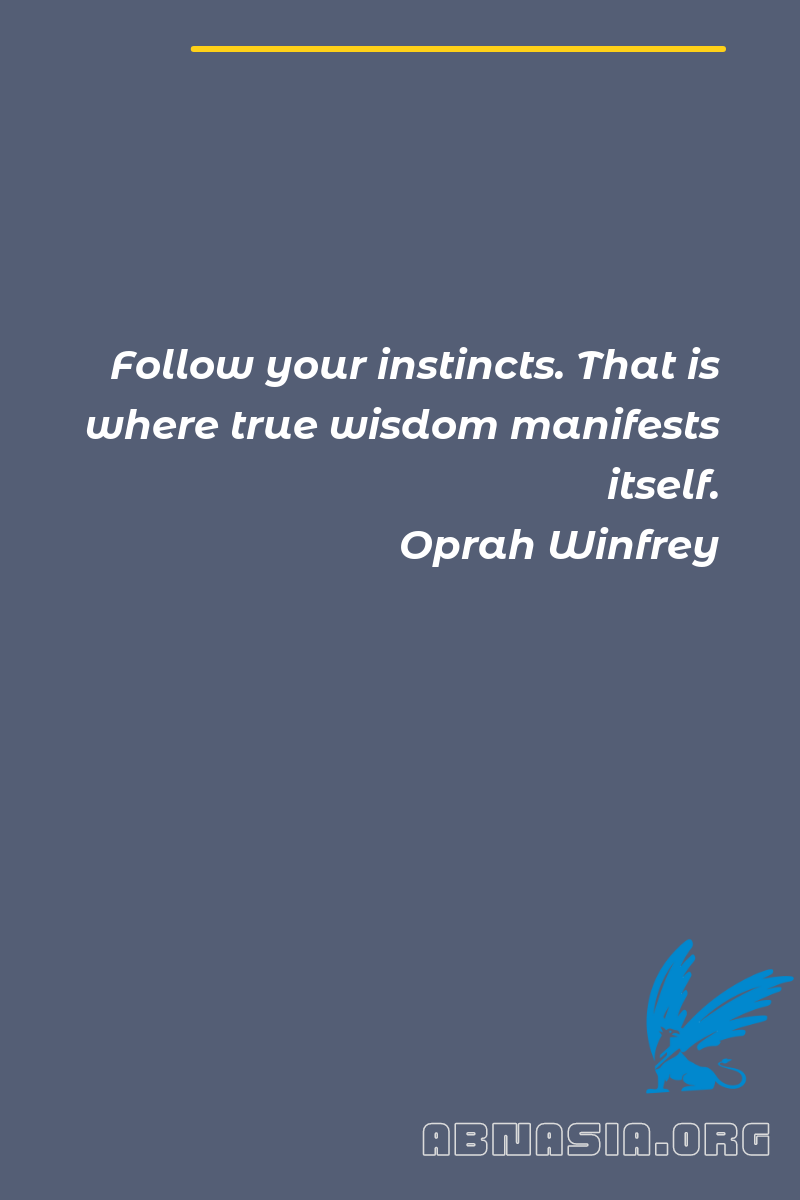 Follow your instincts. That is
where true wisdom manifests
itself.
Oprah Winfrey
ABNASIA.ORG